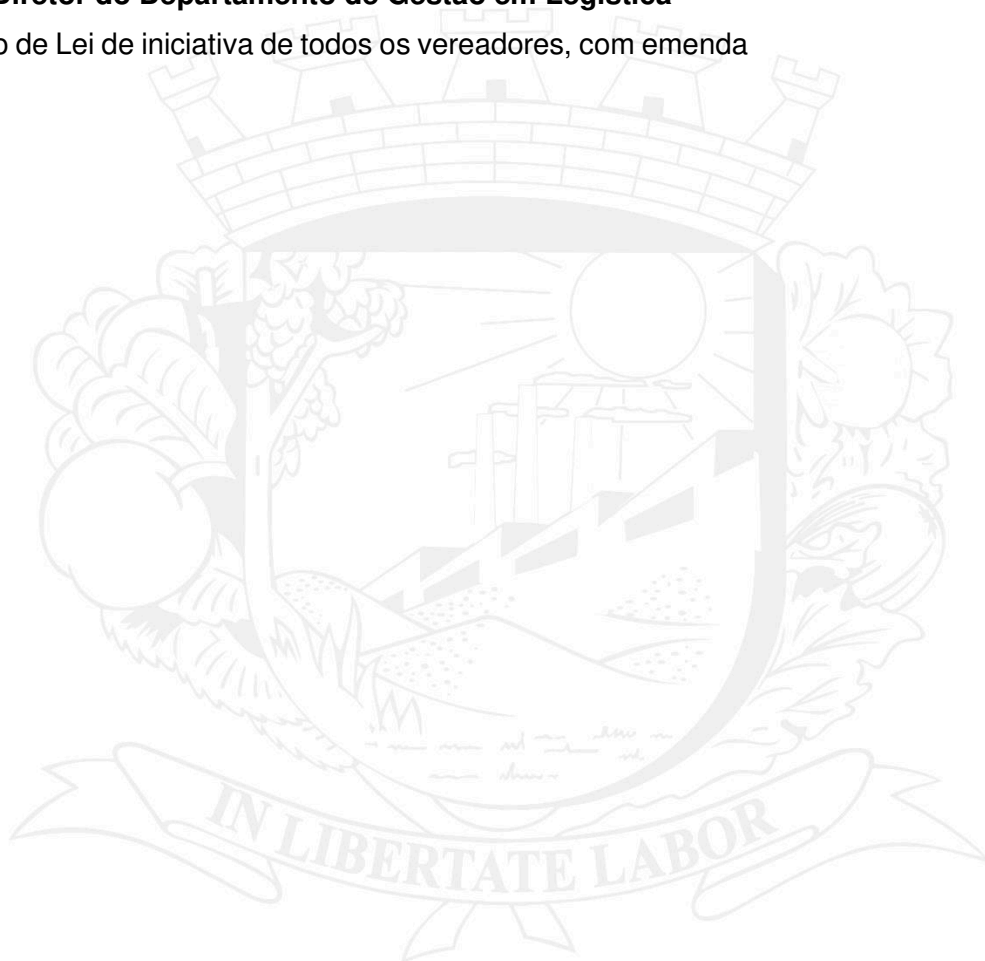 Diretor do Departamento de Gestão em Logística
o de Lei de iniciativa de todos os vereadores, com emenda
IN LIBERTATE LABOR